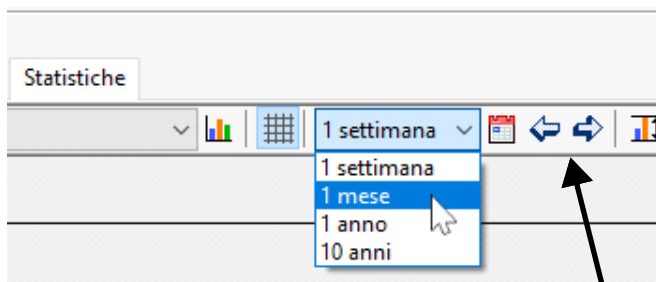 Statistiche
1 settimana
1 settimana
1 mese
1 anno
10 anni